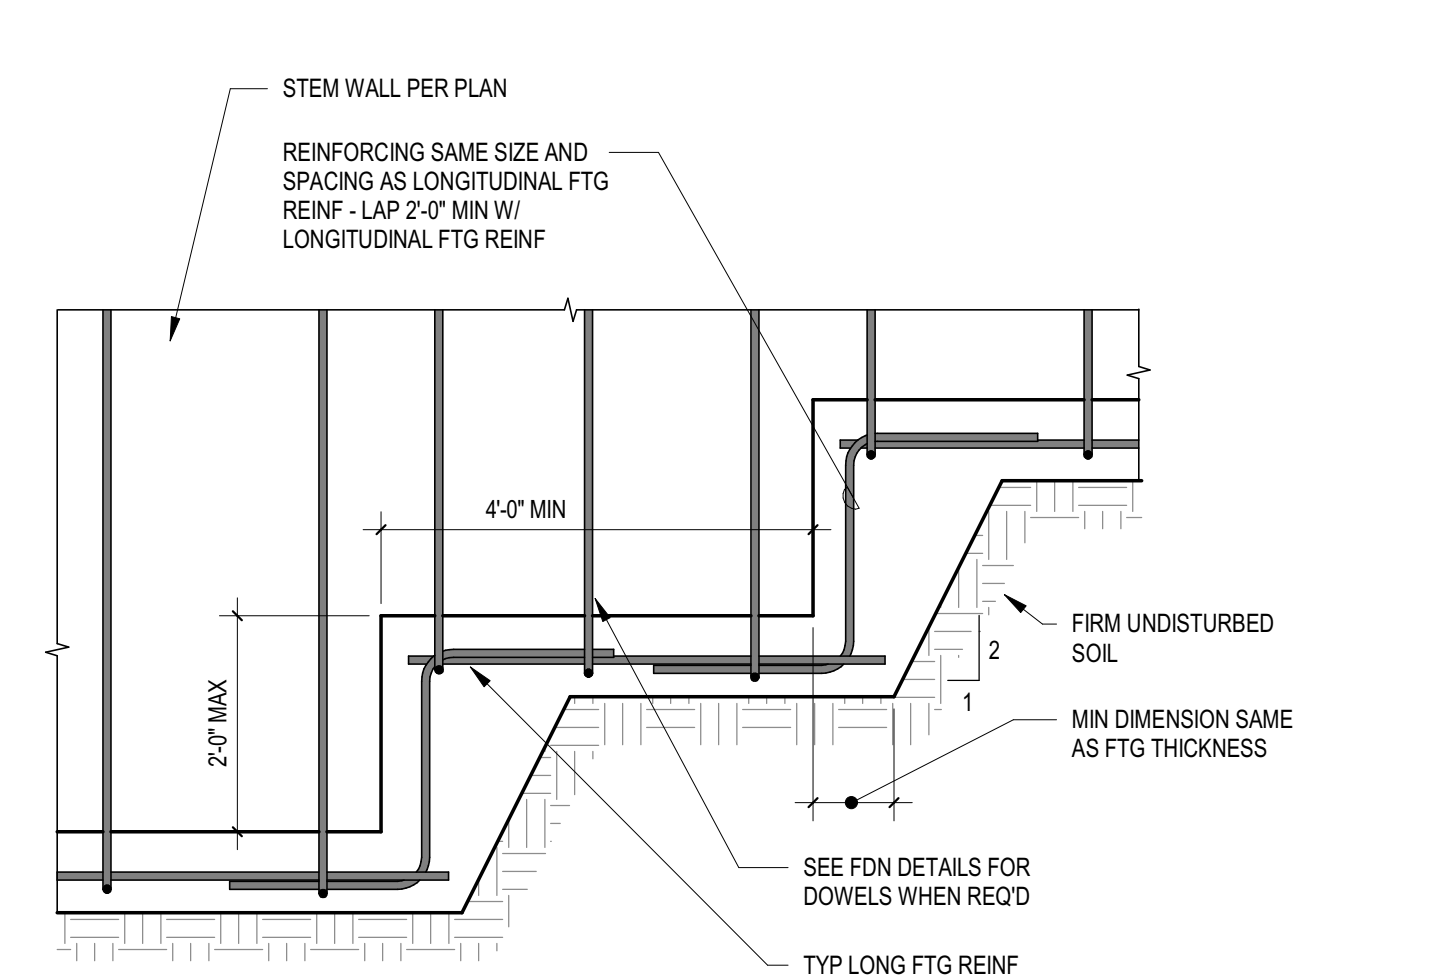 STEM WALL PER PLAN
REINFORCING SAME SIZE AND
SPACING AS LONGITUDINAL FTG
REINF - LAP 2'-0" MIN W/
LONGITUDINAL FTG REINF
4'-0" MIN
2'-0" MAX
FIRM UNDISTURBED
SOIL
2
1
MIN DIMENSION SAME
AS FTG THICKNESS
SEE FDN DETAILS FOR
DOWELS WHEN REQ'D
TYP LONG FTG REINF